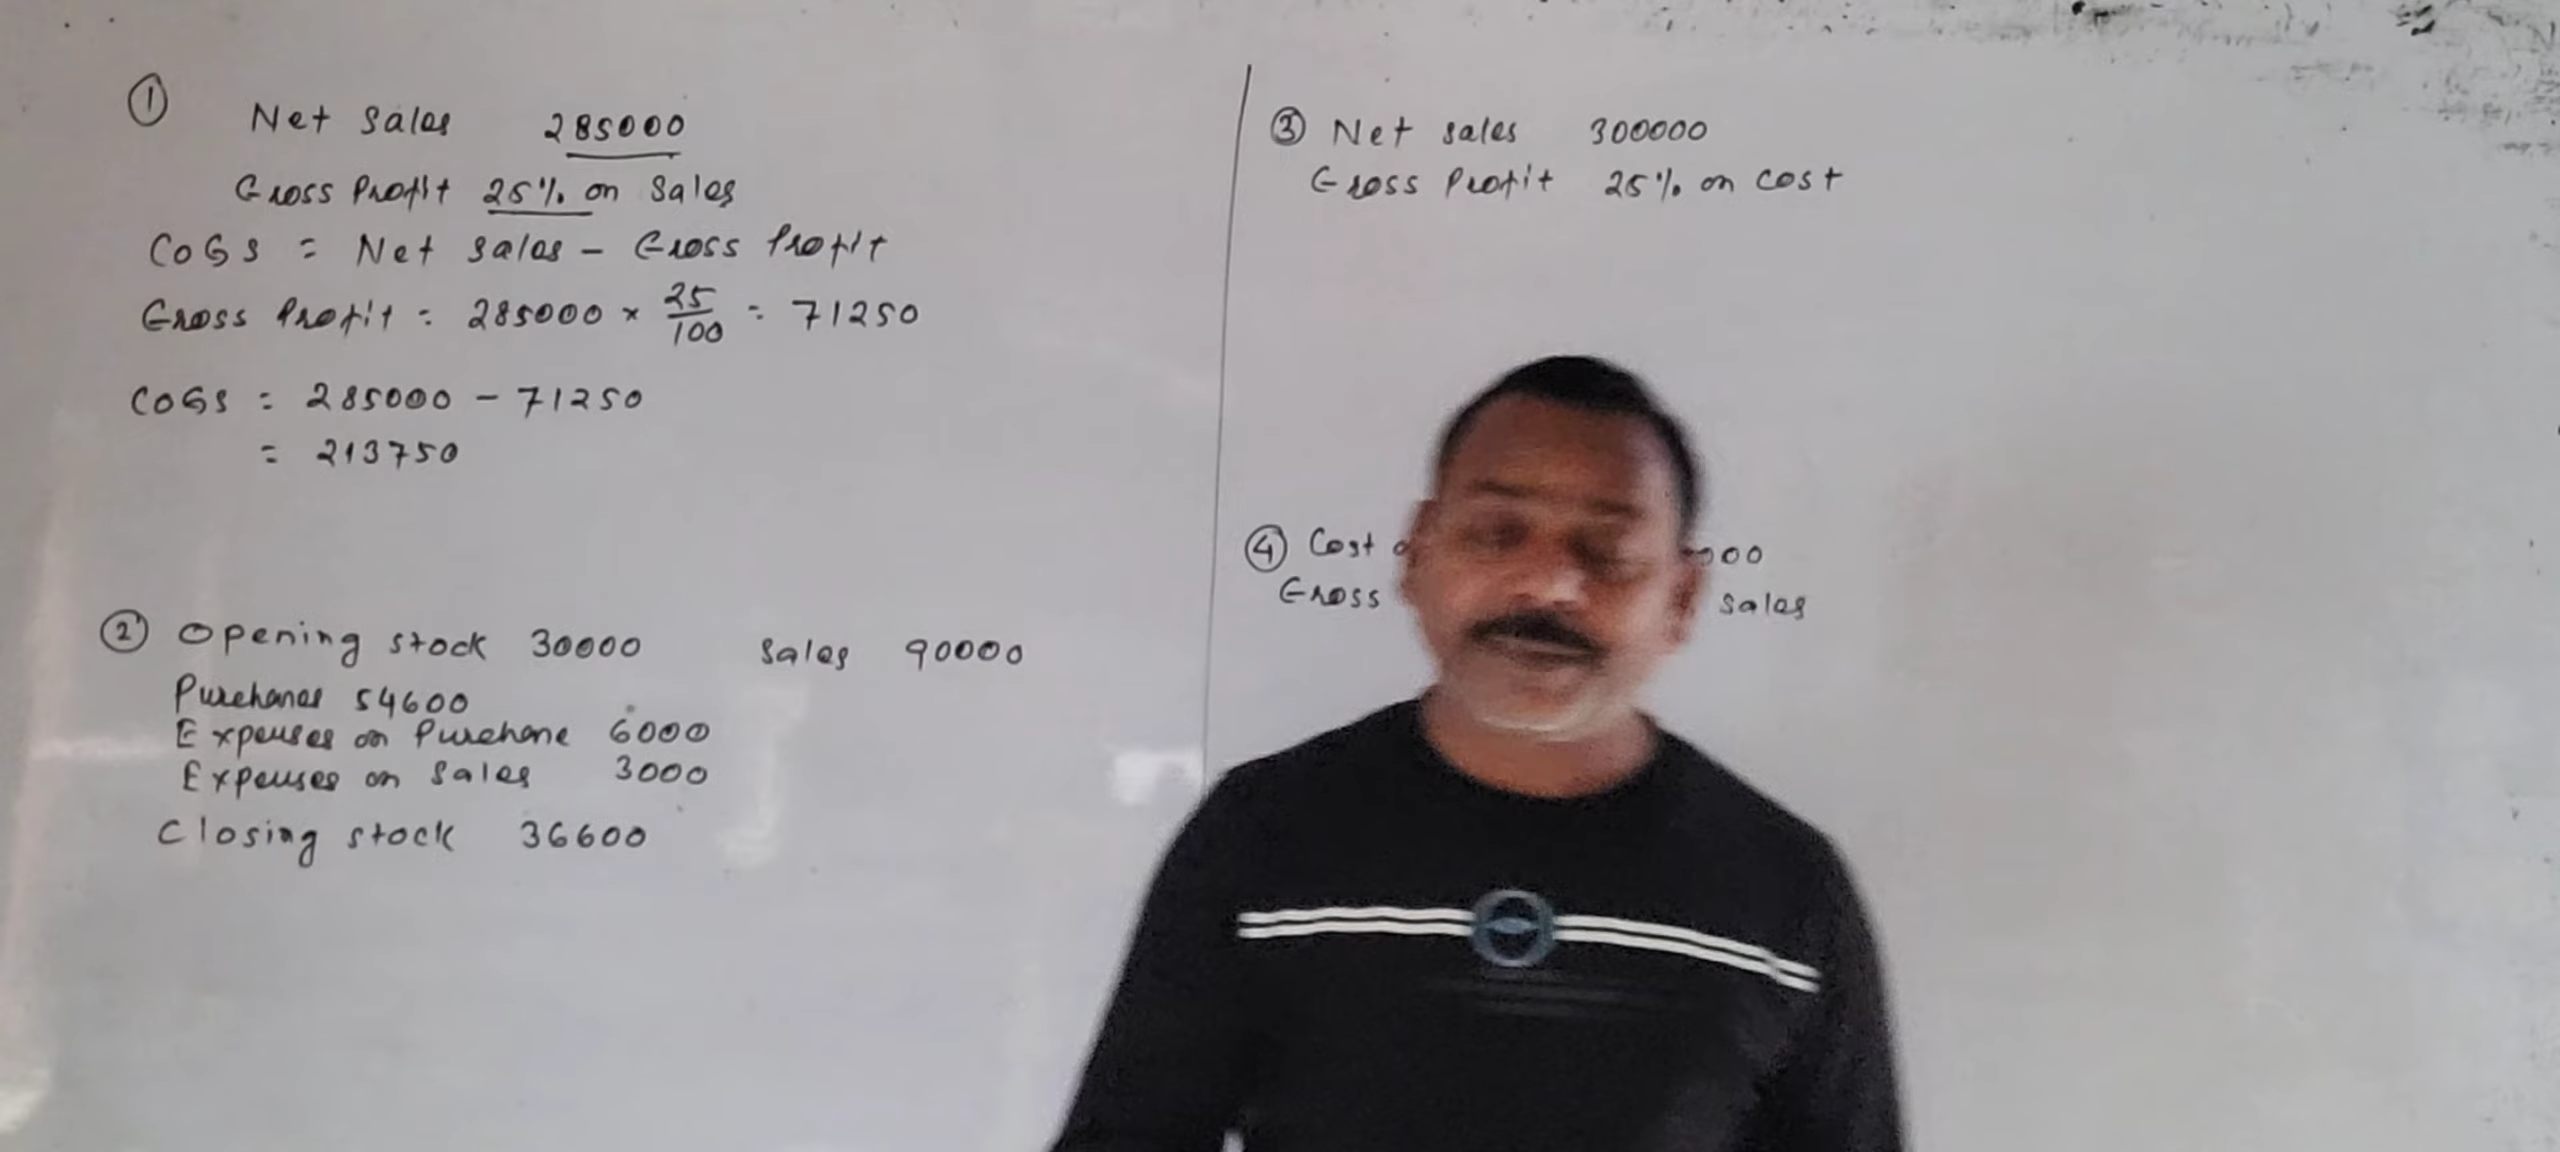 ①
Net Sales 285000
Gross Profit 25% on Sales
COGS = Net sales - Gross Profit
Gross Profit = 285000 × 25/100 = 71250
COGS = 285000 - 71250
= 213750
② Opening stock 30000 Sales 90000
Purchases 54600
Expenses on Purchase 6000
Expenses on Sales 3000
Closing stock 36600
③ Net sales 300000
Gross Profit 25% on cost
④ Cost 00
Gross sales